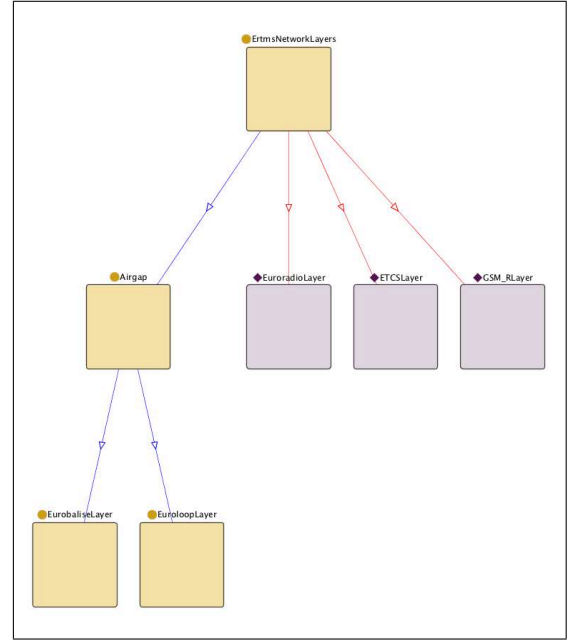 ErtmsNetworkLayers
Airgap
EuroradioLayer
ETCSLayer
GSM_RLayer
EurobaliseLayer
EuroloopLayer